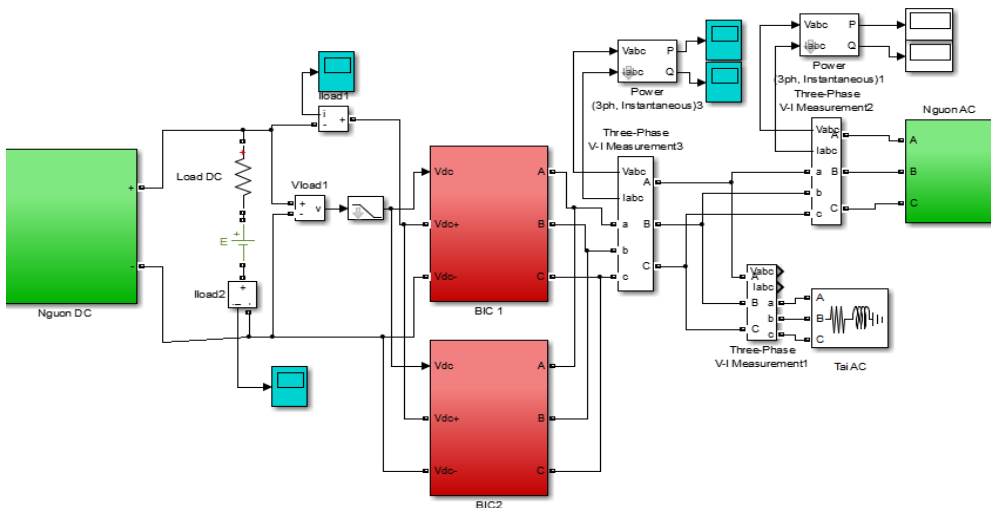 Vabc
P
Iabc
Q
Power
(3ph, Instantaneous)3
Vabc
P
Iabc
Q
Power
(3ph, Instantaneous)1
Three-Phase
V-I Measurement2
Nguon AC
A
B
C
Vabc
Iabc
A
a
B
b
C
c
Three-Phase
V-I Measurement3
Vabc
Iabc
A
a
B
b
C
c
Iload1
i
+
-
Load DC
Vload1
+
-
v
E
+
Iload2
+
i
-
+
-
Nguon DC
Vdc
A
Vdc+
B
Vdc-
C
BIC 1
Vdc
A
Vdc+
B
Vdc-
C
BIC2
Vabc
Iabc
A
a
B
b
C
c
Three-Phase
V-I Measurement1
A
B
C
Tai AC